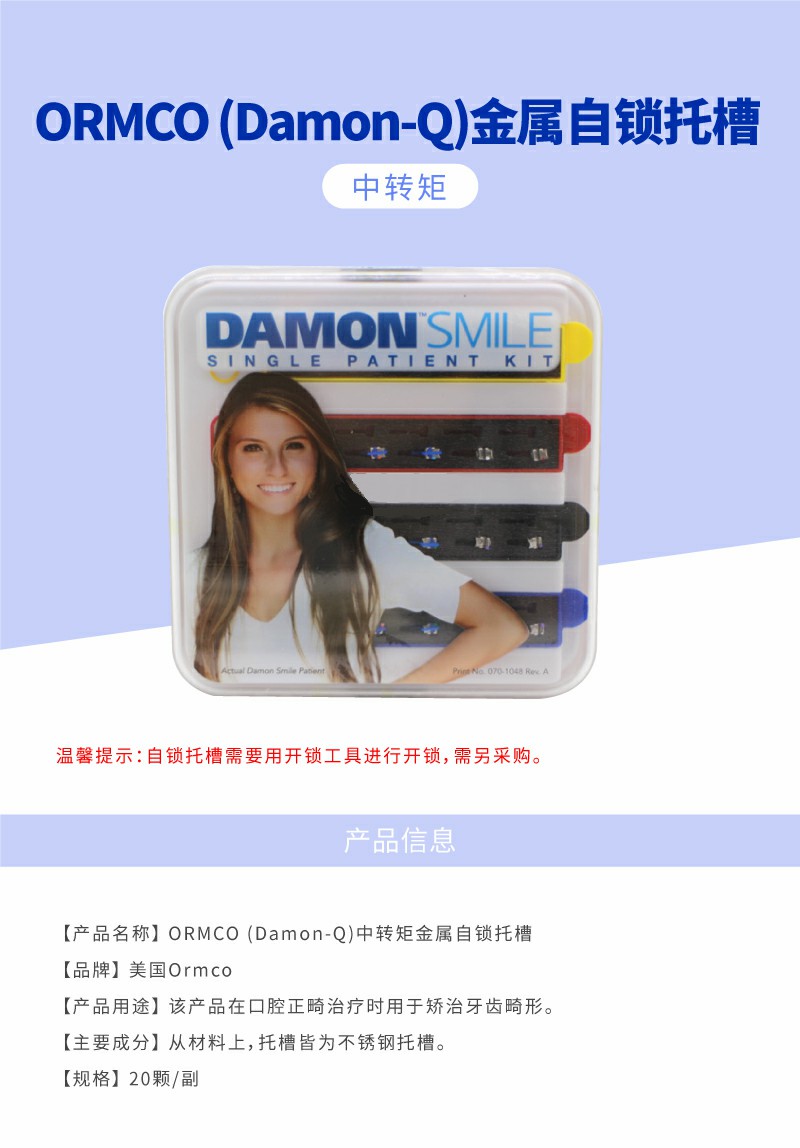 ORMCO (Damon-Q)金属自锁托槽
中转矩
DAMON™SMILE
SINGLE PATIENT KIT
Actual Damon Smile Patient
Print No. 070-1048 Rev. A
温馨提示：自锁托槽需要用开锁工具进行开锁，需另采购。
产品信息
【产品名称】ORMCO (Damon-Q)中转矩金属自锁托槽
【品牌】美国Ormco
【产品用途】该产品在口腔正畸治疗时用于矫治牙齿畸形。
【主要成分】从材料上，托槽皆为不锈钢托槽。
【规格】20颗/副